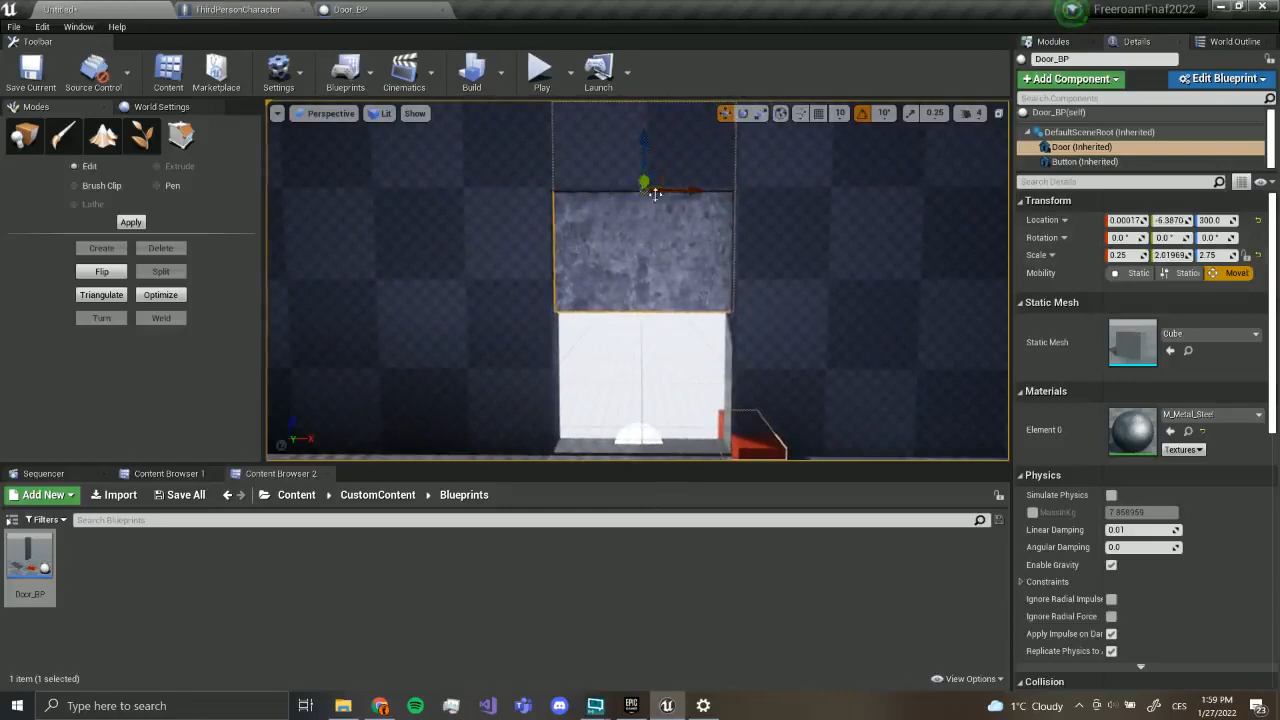 Untitled*
ThirdPersonCharacter
Door_BP
FreeroamFnaf2022
File
Edit
Window
Help
Toolbar
Save Current
Source Control
Content
Marketplace
Settings
Blueprints
Cinematics
Build
Play
Launch
Modes
World Settings
Edit
Extrude
Brush Clip
Pen
Lathe
Apply
Create
Delete
Flip
Split
Triangulate
Optimize
Turn
Weld
Perspective
Lit
Show
10
10°
0.25
4
Z
Y
X
Modules
Details
World Outline
Door_BP
Add Component
Edit Blueprint
Search Components
Door_BP(self)
DefaultSceneRoot (Inherited)
Door (Inherited)
Button (Inherited)
Search Details
Transform
Location
0.00017
-6.3870
300.0
Rotation
0.0 °
0.0 °
0.0 °
Scale
0.25
2.01969
2.75
Mobility
Static
Static
Moval
Static Mesh
Static Mesh
Cube
Materials
Element 0
M_Metal_Steel
Textures
Physics
Simulate Physics
MassInKg
7.858959
Linear Damping
0.01
Angular Damping
0.0
Enable Gravity
Constraints
Ignore Radial Impulse
Ignore Radial Force
Apply Impulse on Dar
Replicate Physics to
Collision
Sequencer
Content Browser 1
Content Browser 2
Add New
Import
Save All
Content
CustomContent
Blueprints
Filters
Search Blueprints
Door_BP
1 item (1 selected)
View Options
Type here to search
EPIC
1°C Cloudy
CES
1:59 PM
1/27/2022
23